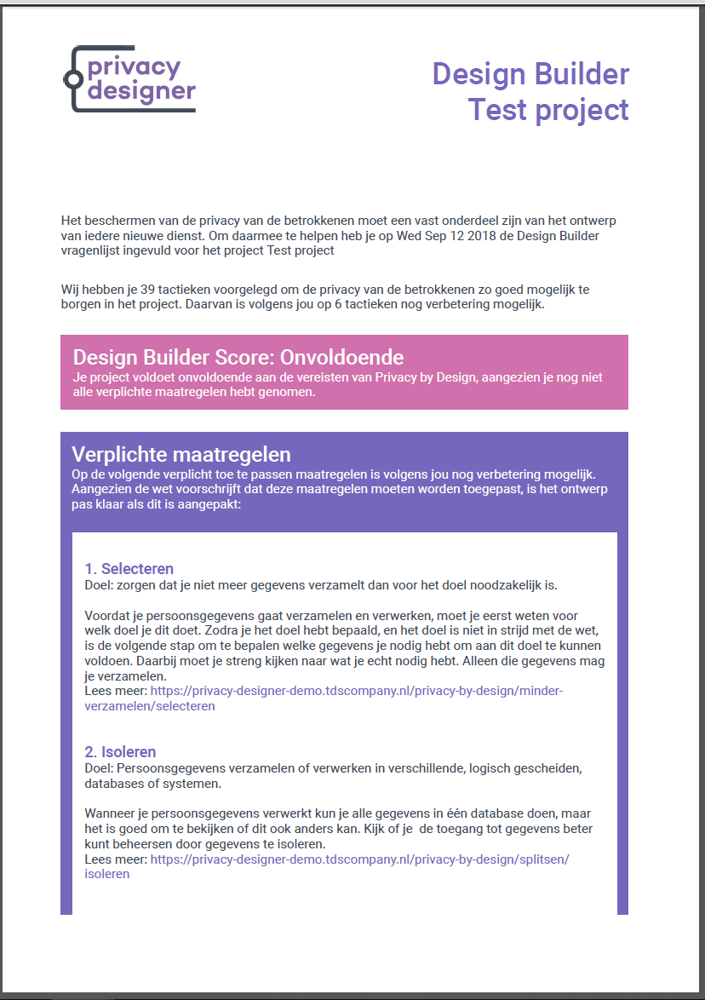 privacy
designer
Design Builder
Test project
Het beschermen van de privacy van de betrokkenen moet een vast onderdeel zijn van het ontwerp
van iedere nieuwe dienst. Om daarmee te helpen heb je op Wed Sep 12 2018 de Design Builder
vragenlijst ingevuld voor het project Test project
Wij hebben je 39 tactieken voorgelegd om de privacy van de betrokkenen zo goed mogelijk te
borgen in het project. Daarvan is volgens jou op 6 tactieken nog verbetering mogelijk.
Design Builder Score: Onvoldoende
Je project voldoet onvoldoende aan de vereisten van Privacy by Design, aangezien je nog niet
alle verplichte maatregelen hebt genomen.
Verplichte maatregelen
Op de volgende verplicht toe te passen maatregelen is volgens jou nog verbetering mogelijk.
Aangezien de wet voorschrijft dat deze maatregelen moeten worden toegepast, is het ontwerp
pas klaar als dit is aangepakt:
1. Selecteren
Doel: zorgen dat je niet meer gegevens verzamelt dan voor het doel noodzakelijk is.
Voordat je persoonsgegevens gaat verzamelen en verwerken, moet je eerst weten voor
welk doel je dit doet. Zodra je het doel hebt bepaald, en het doel is niet in strijd met de wet,
is de volgende stap om te bepalen welke gegevens je nodig hebt om aan dit doel te kunnen
voldoen. Daarbij moet je streng kijken naar wat je echt nodig hebt. Alleen die gegevens mag
je verzamelen.
Lees meer: https://privacy-designer-demo.tdscompany.nl/privacy-by-design/minder-
verzamelen/selecteren
2. Isoleren
Doel: Persoonsgegevens verzamelen of verwerken in verschillende, logisch gescheiden,
databases of systemen.
Wanneer je persoonsgegevens verwerkt kun je alle gegevens in één database doen, maar
het is goed om te bekijken of dit ook anders kan. Kijk of je  de toegang tot gegevens beter
kunt beheersen door gegevens te isoleren.
Lees meer: https://privacy-designer-demo.tdscompany.nl/privacy-by-design/splitsen/
isoleren